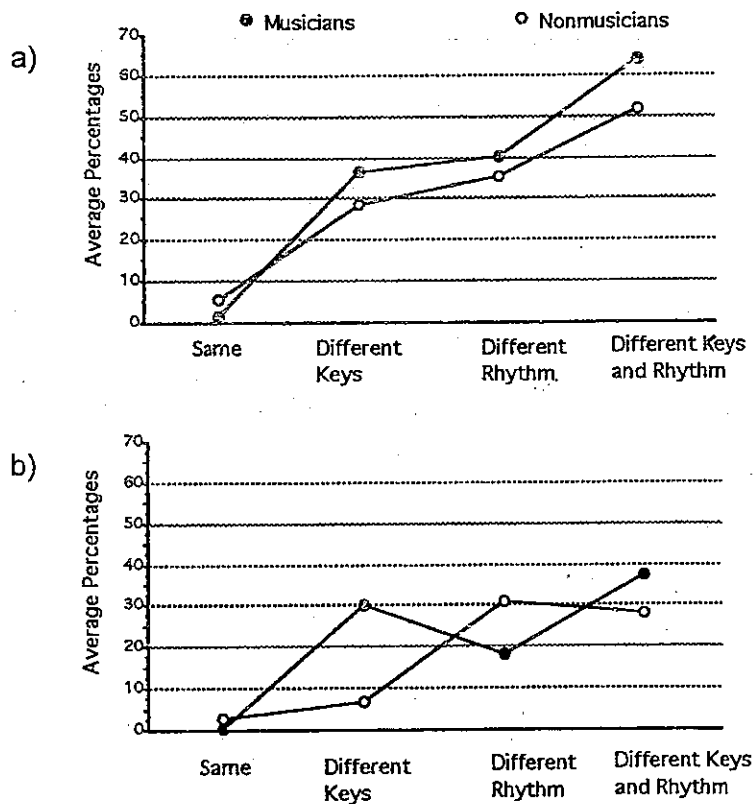 Musicians Nonmusicians
a)
Average Percentages
70
60
50
40
30
20
10
0
Same Different Keys Different Rhythm. Different Keys and Rhythm
b)
Average Percentages
70
60
50
40
30
20
10
0
Same Different Keys Different Rhythm Different Keys and Rhythm